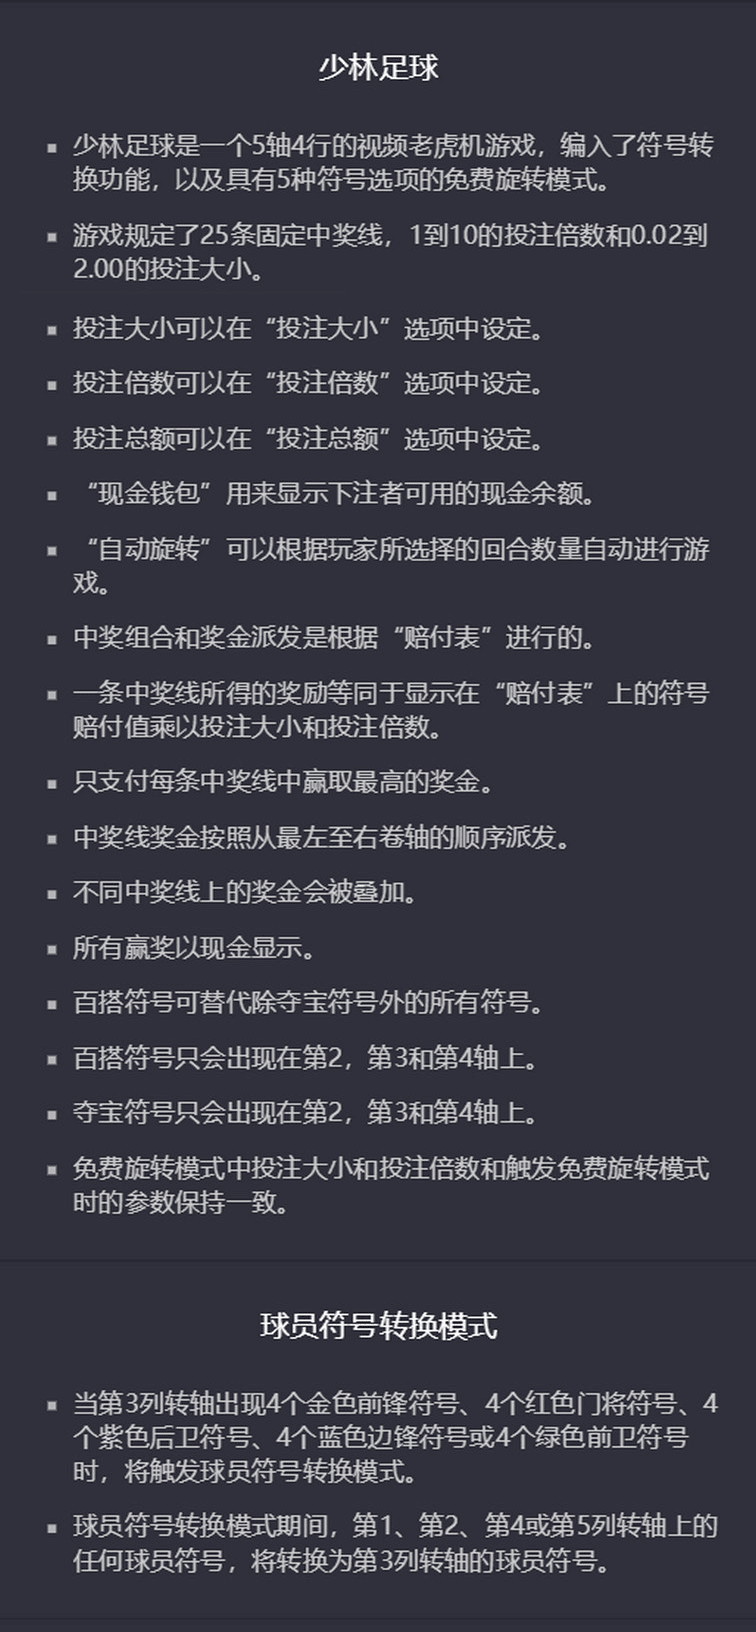 少林足球
▪ 少林足球是一个5轴4行的视频老虎机游戏，编入了符号转
换功能，以及具有5种符号选项的免费旋转模式。
▪ 游戏规定了25条固定中奖线，1到10的投注倍数和0.02到
2.00的投注大小。
▪ 投注大小可以在“投注大小”选项中设定。
▪ 投注倍数可以在“投注倍数”选项中设定。
▪ 投注总额可以在“投注总额”选项中设定。
▪ “现金钱包”用来显示下注者可用的现金余额。
▪ “自动旋转”可以根据玩家所选择的回合数量自动进行游
戏。
▪ 中奖组合和奖金派发是根据“赔付表”进行的。
▪ 一条中奖线所得的奖励等同于显示在“赔付表”上的符号
赔付值乘以投注大小和投注倍数。
▪ 只支付每条中奖线中赢取最高的奖金。
▪ 中奖线奖金按照从最左至右卷轴的顺序派发。
▪ 不同中奖线上的奖金会被叠加。
▪ 所有赢奖以现金显示。
▪ 百搭符号可替代除夺宝符号外的所有符号。
▪ 百搭符号只会出现在第2，第3和第4轴上。
▪ 夺宝符号只会出现在第2，第3和第4轴上。
▪ 免费旋转模式中投注大小和投注倍数和触发免费旋转模式
时的参数保持一致。
球员符号转换模式
▪ 当第3列转轴出现4个金色前锋符号、4个红色门将符号、4
个紫色后卫符号、4个蓝色边锋符号或4个绿色前卫符号
时，将触发球员符号转换模式。
▪ 球员符号转换模式期间，第1、第2、第4或第5列转轴上的
任何球员符号，将转换为第3列转轴的球员符号。